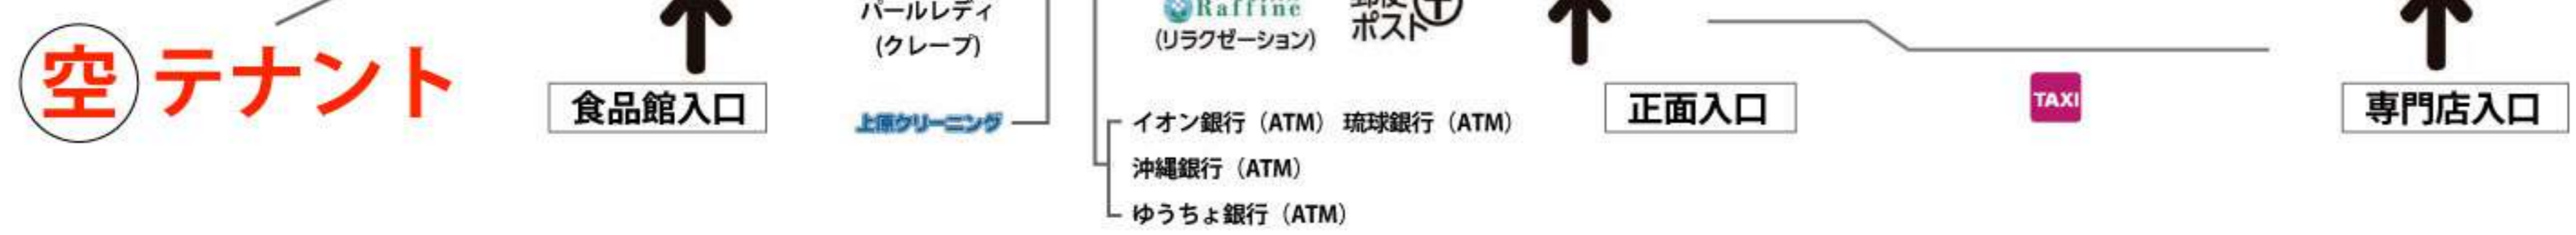 空テナント
食品館入口
パールレディ
(クレープ)
上原クリーニング
Raffine
(リラクゼーション)
郵便
ポスト
イオン銀行（ATM） 琉球銀行（ATM）
沖縄銀行（ATM）
ゆうちょ銀行（ATM）
正面入口
TAXI
専門店入口